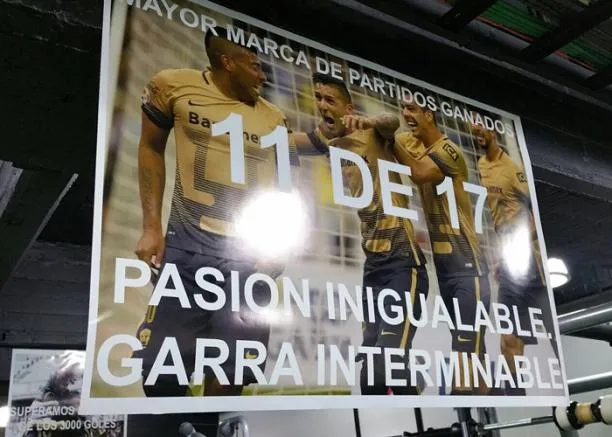 MAYOR MARCA DE PARTIDOS GANADOS
11 DE 17
PASION INIGUALABLE.
GARRA INTERMINABLE
SUPERAMOS
DE LOS 3000 GOLES